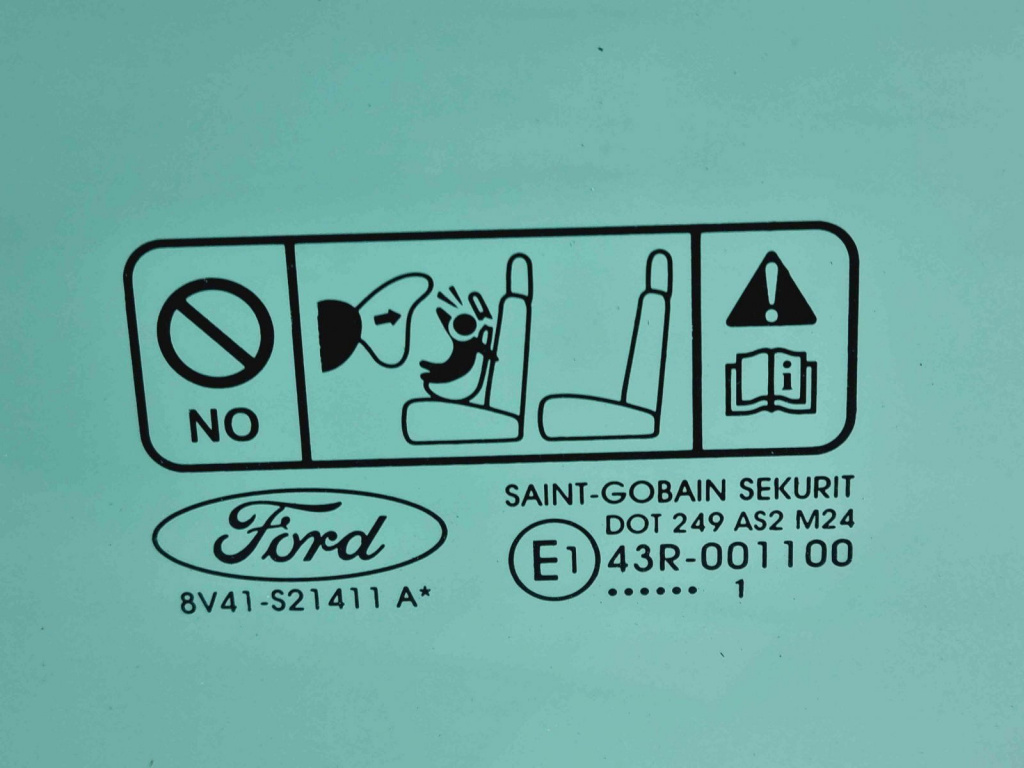 NO
i
Ford
8V41-S21411 A*
SAINT-GOBAIN SEKURIT
DOT 249 AS2 M24
E1 43R-001100
•••••• 1